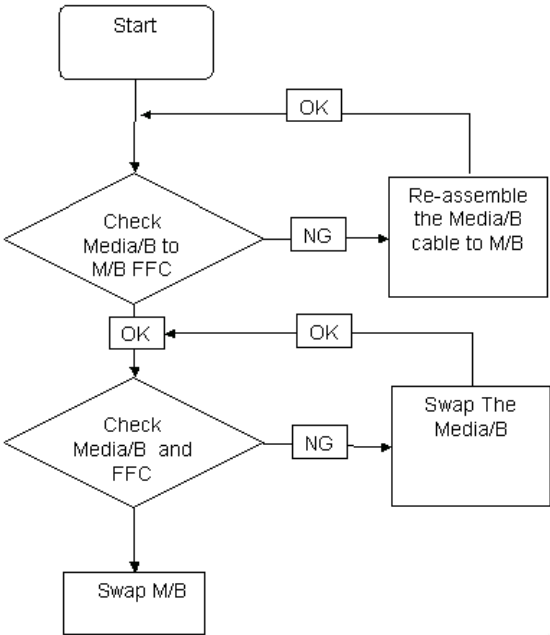 Start
OK
Re-assemble
the Media/B
cable to M/B
Check
Media/B to
M/B FFC
NG
OK
OK
Swap The
Media/B
Check
Media/B and
FFC
NG
Swap M/B